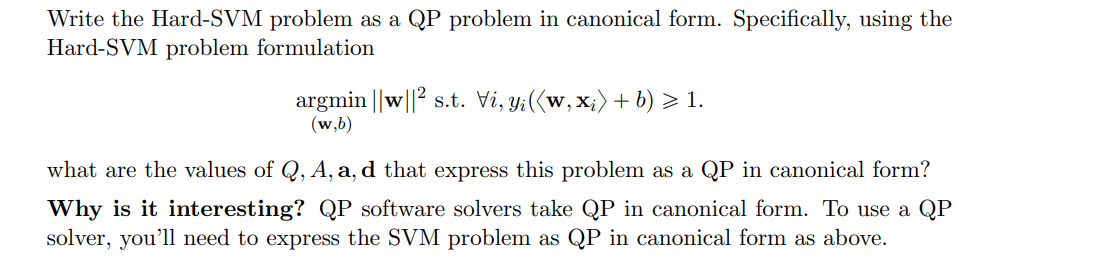 Write the Hard-SVM problem as a QP problem in canonical form. Specifically, using the
Hard-SVM problem formulation
argmin ||w||² s.t. ∀i, yᵢ(⟨w, xᵢ⟩ + b) ⩾ 1.
(w,b)
what are the values of Q, A, a, d that express this problem as a QP in canonical form?
Why is it interesting? QP software solvers take QP in canonical form. To use a QP
solver, you'll need to express the SVM problem as QP in canonical form as above.